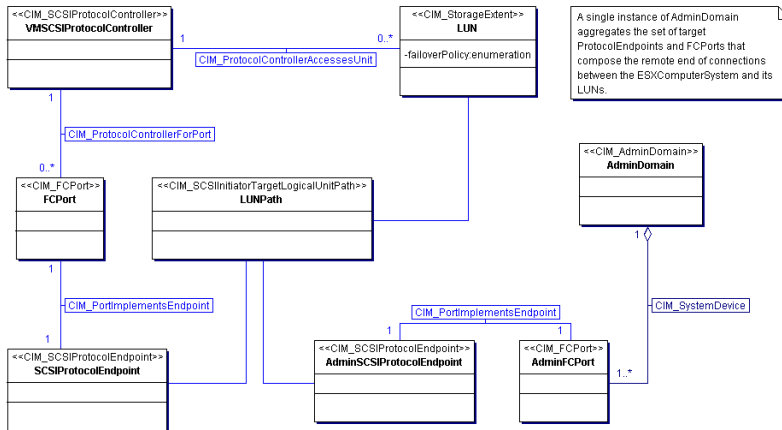 <<CIM_SCSIProtocolController>>
VMSCSIProtocolController
<<CIM_StorageExtent>>
LUN
-failoverPolicy:enumeration
A single instance of AdminDomain
aggregates the set of target
ProtocolEndpoints and FCPorts that
compose the remote end of connections
between the ESXComputerSystem and its
LUNs.
1
0..*
CIM_ProtocolControllerAccessesUnit
1
CIM_ProtocolControllerForPort
0..*
<<CIM_AdminDomain>>
AdminDomain
<<CIM_FCPort>>
FCPort
<<CIM_SCSIInitiatorTargetLogicalUnitPath>>
LUNPath
1
1
CIM_PortImplementsEndpoint
CIM_PortImplementsEndpoint
CIM_SystemDevice
1
1
1
<<CIM_SCSIProtocolEndpoint>>
SCSIProtocolEndpoint
<<CIM_SCSIProtocolEndpoint>>
AdminSCSIProtocolEndpoint
<<CIM_FCPort>>
AdminFCPort
1..*